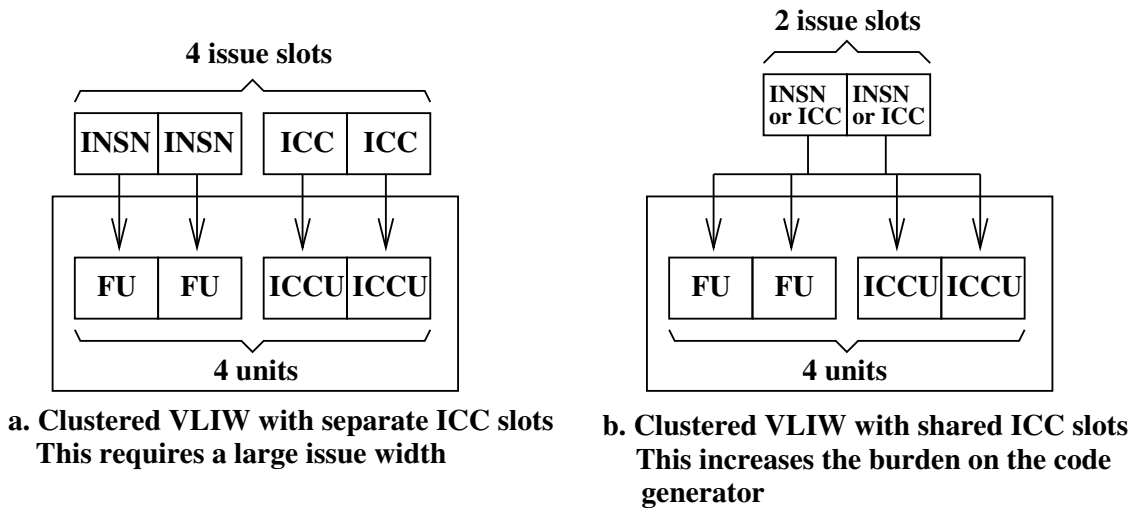 4 issue slots
INSN INSN ICC ICC
FU FU ICCU ICCU
4 units
a. Clustered VLIW with separate ICC slots
This requires a large issue width
2 issue slots
INSN or ICC INSN or ICC
FU FU ICCU ICCU
4 units
b. Clustered VLIW with shared ICC slots
This increases the burden on the code
generator